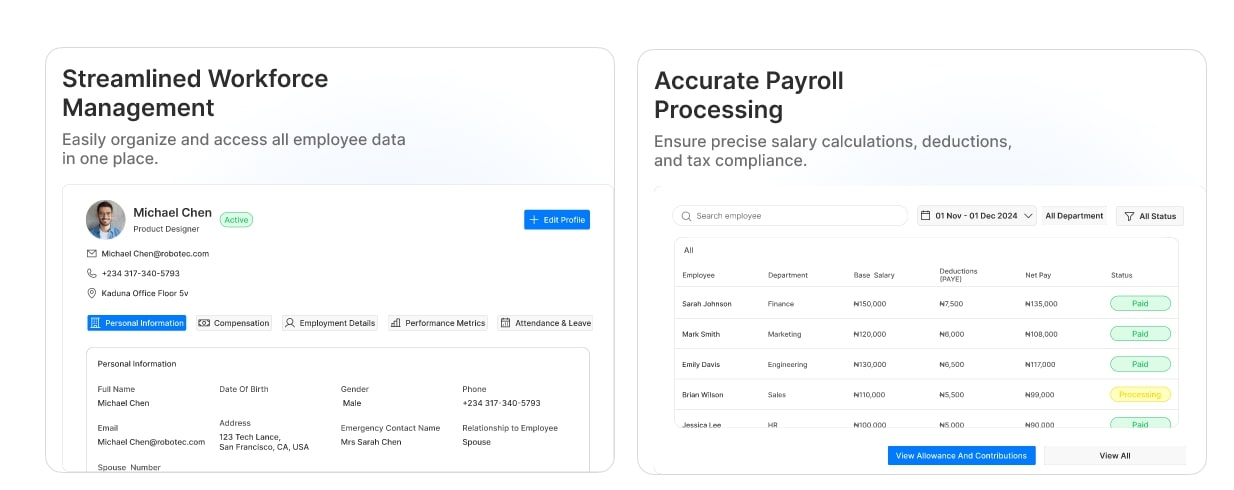 Streamlined Workforce
Management
Easily organize and access all employee data
in one place.
Michael Chen
Active
Product Designer
Edit Profile
Michael Chen@robotec.com
+234 317-340-5793
Kaduna Office Floor 5v
Personal Information Compensation Employment Details Performance Metrics Attendance & Leave
Personal Information
Full Name Date Of Birth Gender Phone
Michael Chen Male +234 317-340-5793
Email Address Emergency Contact Name Relationship to Employee
Michael Chen@robotec.com 123 Tech Lance, Mrs Sarah Chen Spouse
San Francisco, CA, USA
Spouse Number
Accurate Payroll
Processing
Ensure precise salary calculations, deductions,
and tax compliance.
Search employee 01 Nov - 01 Dec 2024 All Department All Status
All
Employee Department Base Salary Deductions Net Pay Status
(PAYE)
Sarah Johnson Finance ₦150,000 ₦7,500 ₦135,000 Paid
Mark Smith Marketing ₦120,000 ₦6,000 ₦108,000 Paid
Emily Davis Engineering ₦130,000 ₦6,500 ₦117,000 Paid
Brian Wilson Sales ₦110,000 ₦5,500 ₦99,000 Processing
Jessica Lee HR ₦100,000 ₦5,000 ₦90,000 Paid
View Allowance And Contributions View All